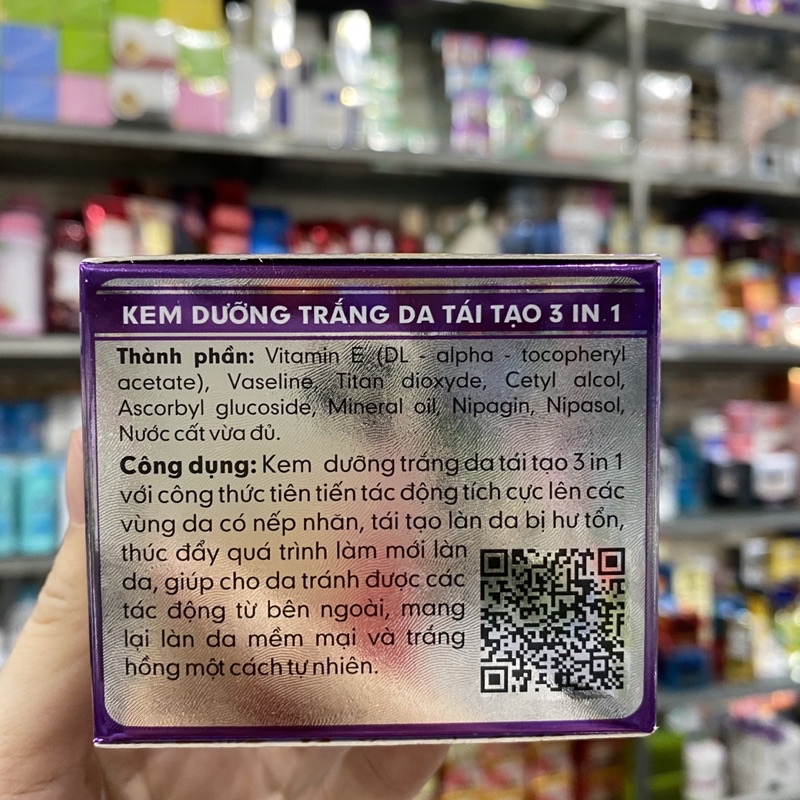 KEM DƯỠNG TRẮNG DA TÁI TẠO 3 IN 1
Thành phần: Vitamin E (DL - alpha - tocopheryl
acetate), Vaseline, Titan dioxyde, Cetyl alcol,
Ascorbyl glucoside, Mineral oil, Nipagin, Nipasol,
Nước cất vừa đủ.
Công dụng: Kem dưỡng trắng da tái tạo 3 in 1
với công thức tiên tiến tác động tích cực lên các
vùng da có nếp nhăn, tái tạo làn da bị hư tổn,
thúc đẩy quá trình làm mới làn
da, giúp cho da tránh được các
tác động từ bên ngoài, mang
lại làn da mềm mại và trắng
hồng một cách tự nhiên.